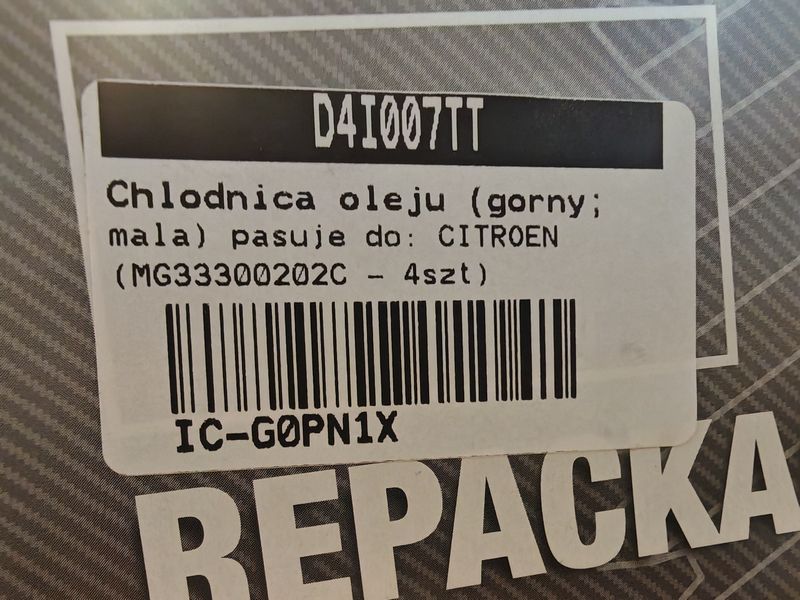 D4I007TT
Chlodnica oleju (gorny;
mala) pasuje do: CITROEN
(MG33300202C - 4szt)
IC-G0PN1X
REPACKA